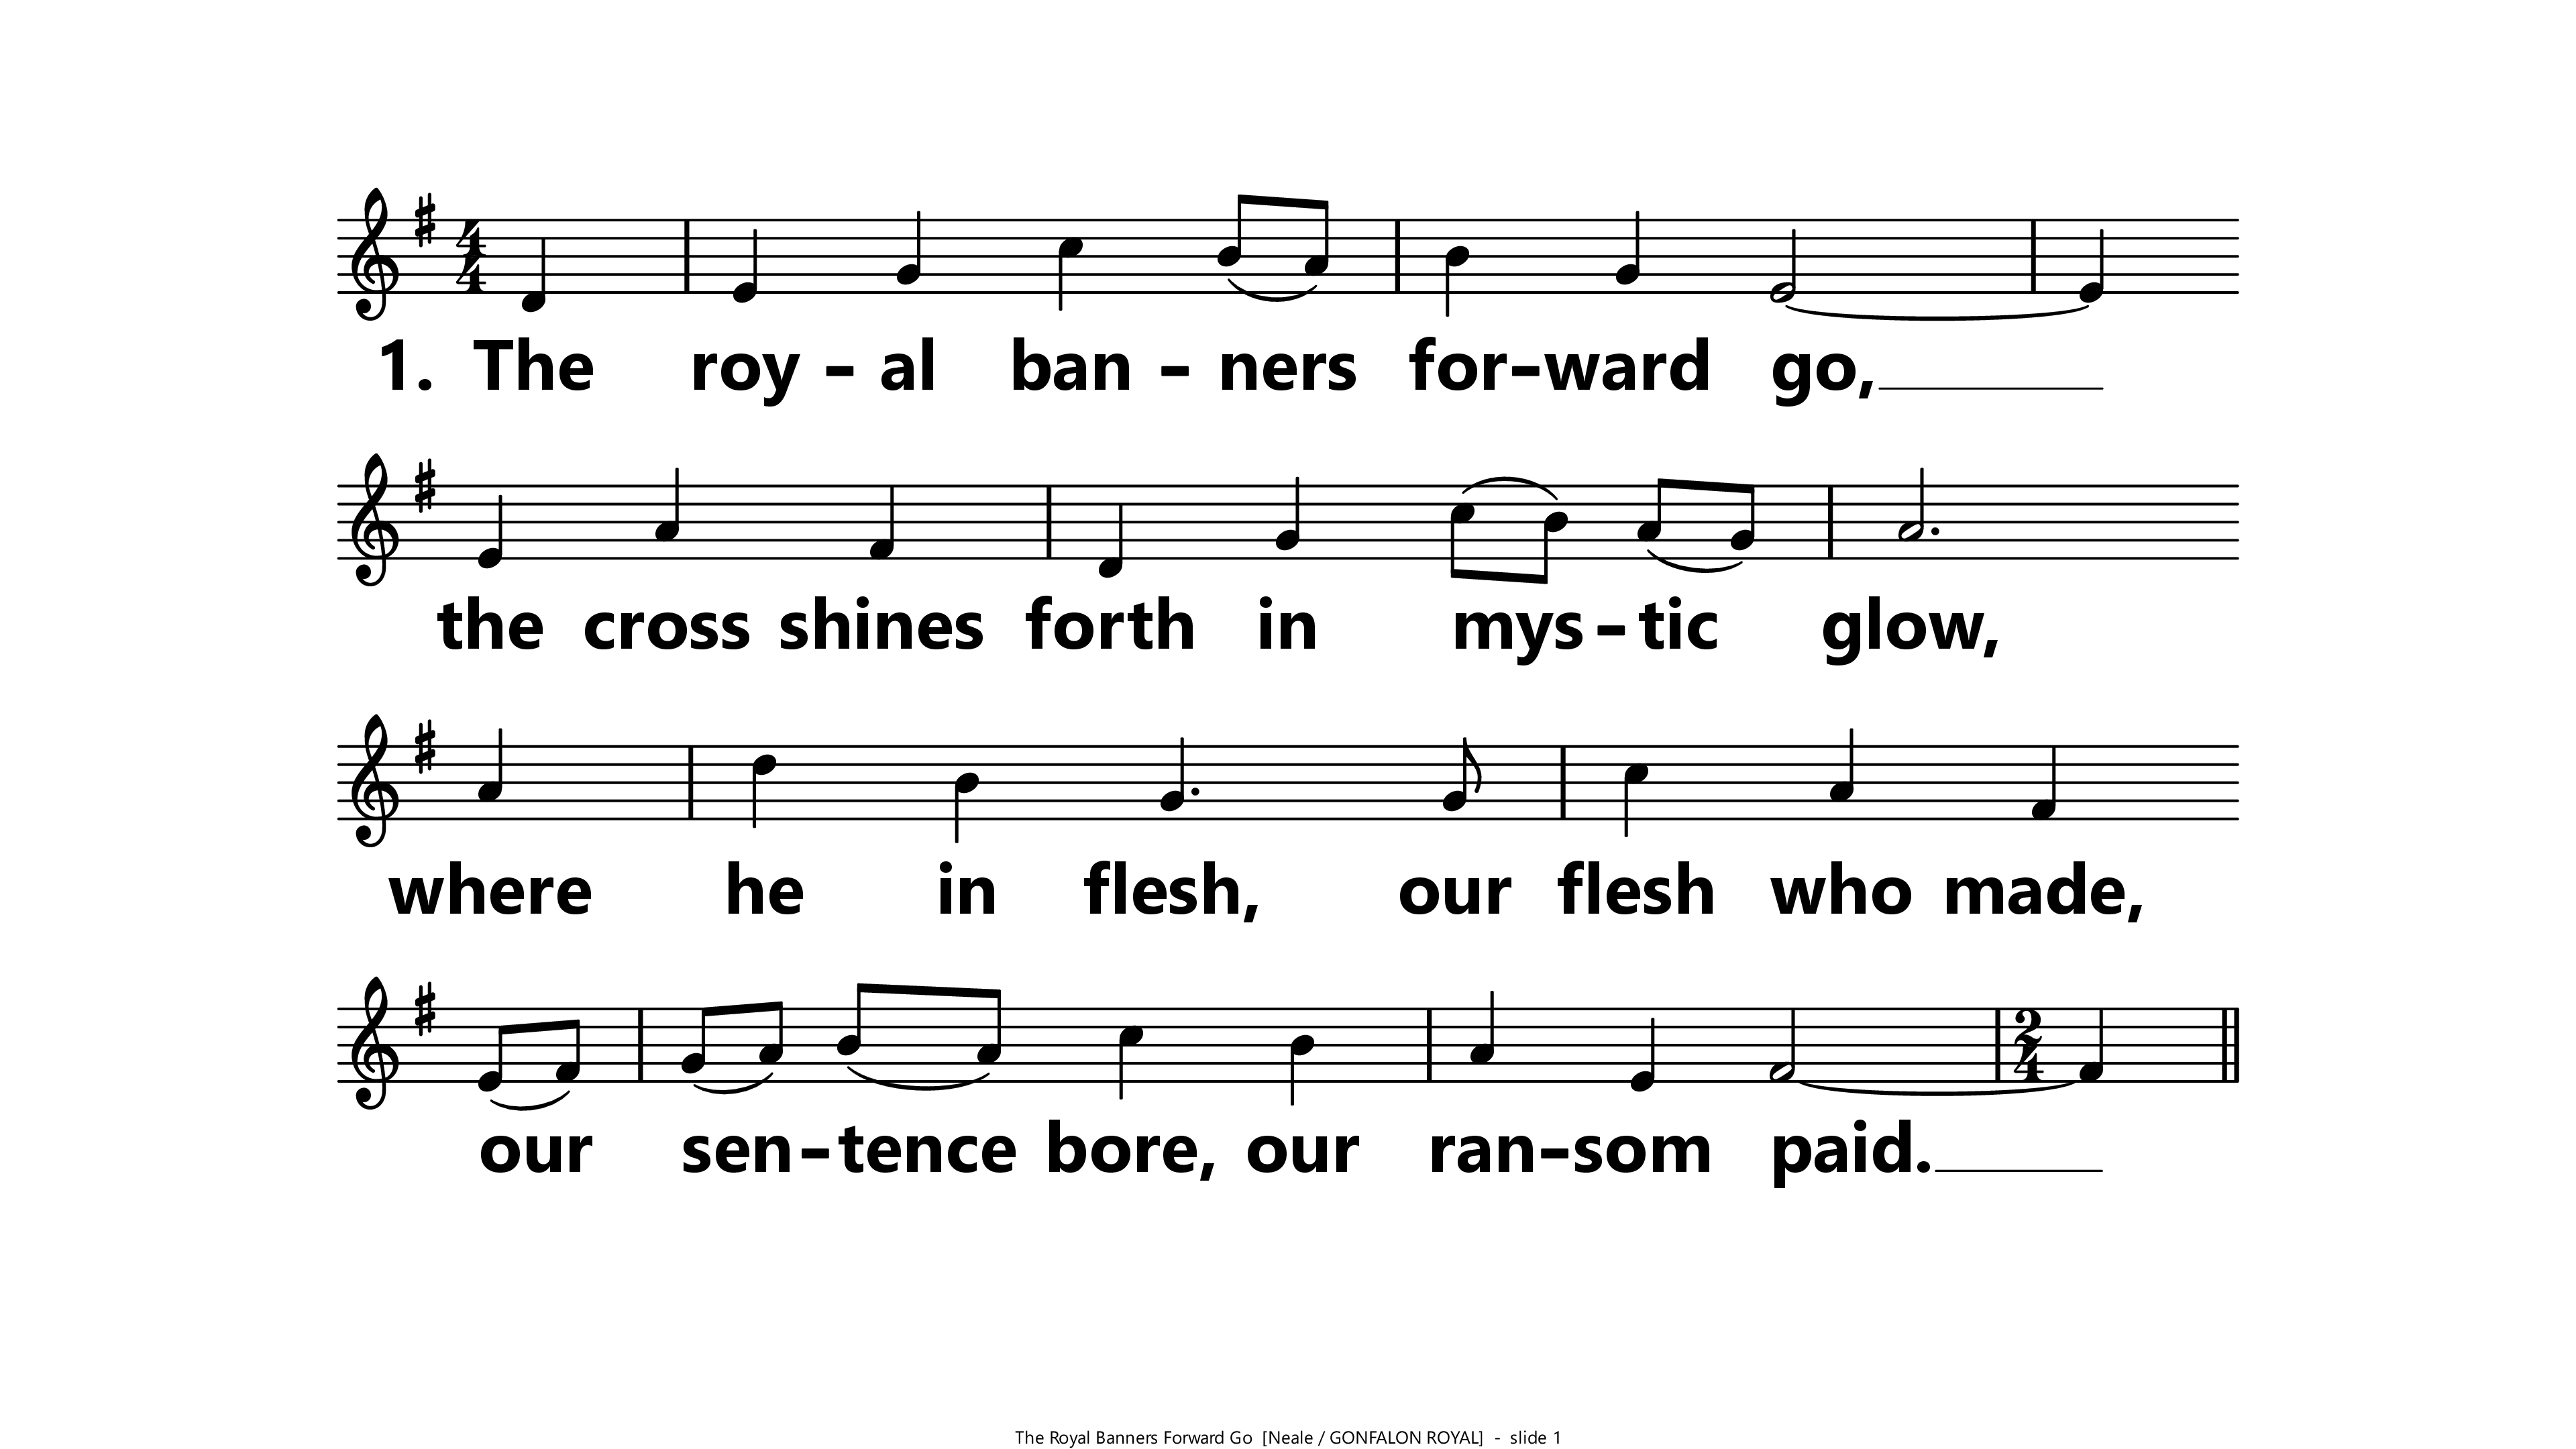 1. The roy - al ban - ners for-ward go,
the cross shines forth in mys-tic glow,
where he in flesh, our flesh who made,
our sen-tence bore, our ran-som paid.
The Royal Banners Forward Go [Neale / GONFALON ROYAL] - slide 1